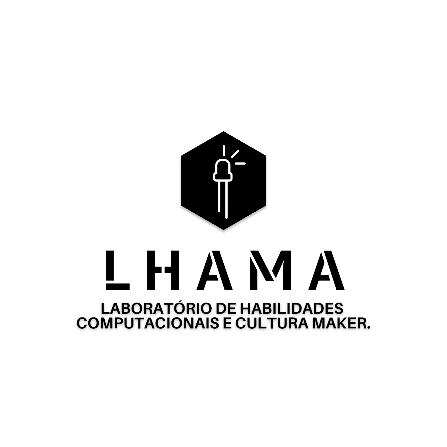 LHAMA
LABORATÓRIO DE HABILIDADES
COMPUTACIONAIS E CULTURA MAKER.